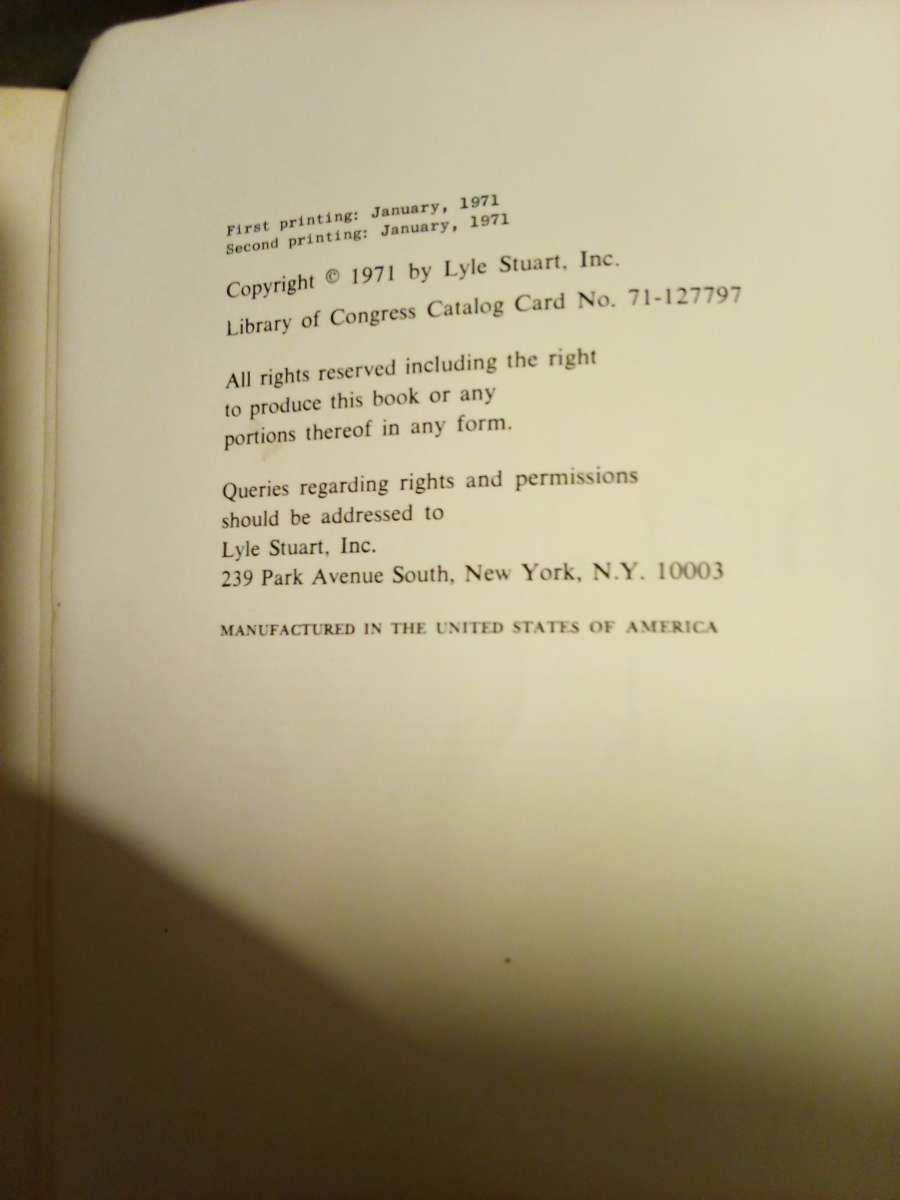 First printing: January, 1971
Second printing: January, 1971
Copyright © 1971 by Lyle Stuart, Inc.
Library of Congress Catalog Card No. 71-127797
All rights reserved including the right
to produce this book or any
portions thereof in any form.
Queries regarding rights and permissions
should be addressed to
Lyle Stuart, Inc.
239 Park Avenue South, New York, N.Y. 10003
MANUFACTURED IN THE UNITED STATES OF AMERICA